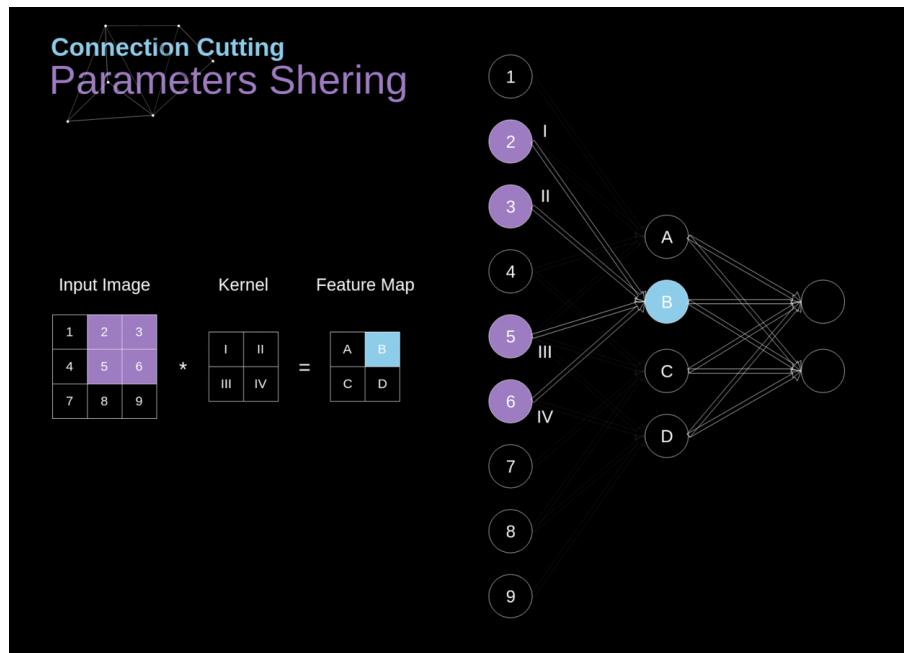 Connection Cutting
Parameters Shering
Input Image
Kernel
Feature Map
1 2 3
4 5 6
7 8 9
*
I II
III IV
=
A B
C D
1
2
I
3
II
4
5
III
6
IV
7
8
9
A
B
C
D